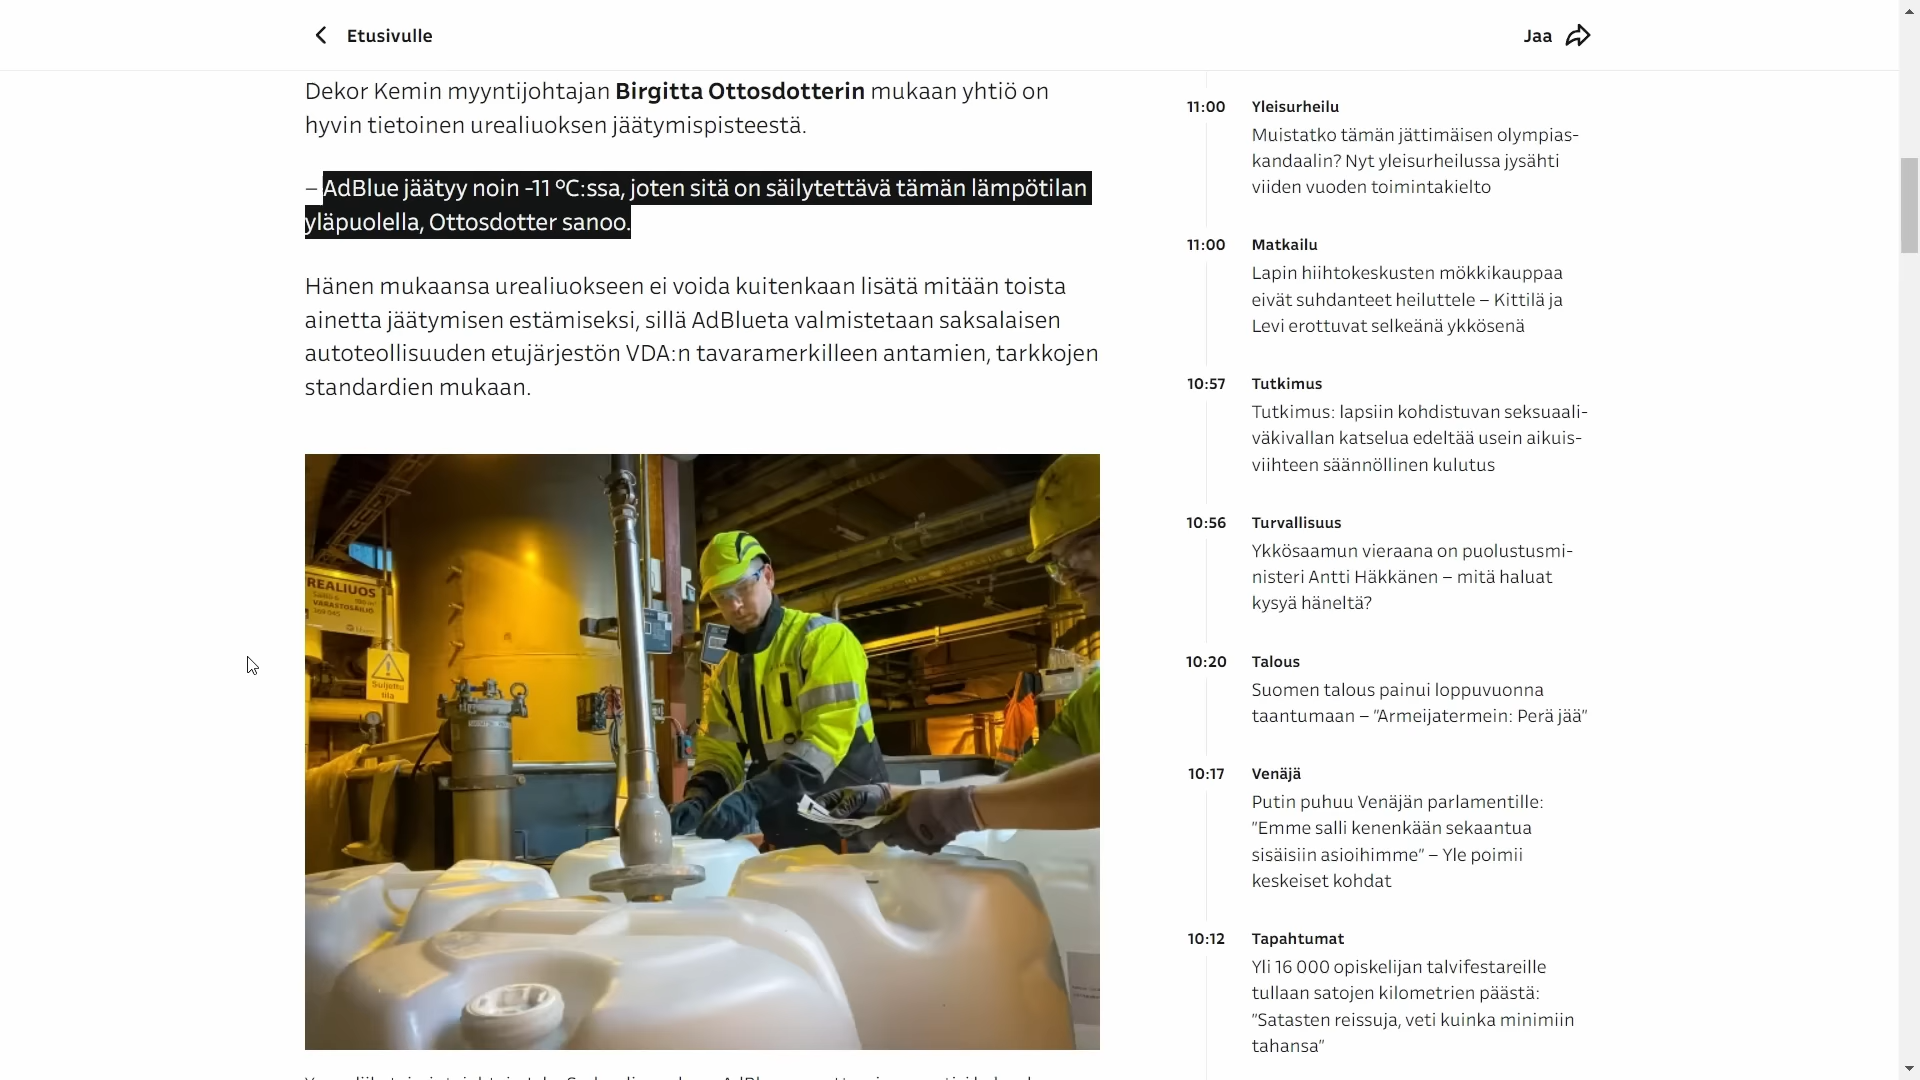 Etusivulle
Jaa
Dekor Kemin myyntijohtajan Birgitta Ottosdotterin mukaan yhtiö on
hyvin tietoinen urealiuoksen jäätymispisteestä.
– AdBlue jäätyy noin -11 °C:ssa, joten sitä on säilytettävä tämän lämpötilan
yläpuolella, Ottosdotter sanoo.
Hänen mukaansa urealiuokseen ei voida kuitenkaan lisätä mitään toista
ainetta jäätymisen estämiseksi, sillä AdBlueta valmistetaan saksalaisen
autoteollisuuden etujärjestön VDA:n tavaramerkilleen antamien, tarkkojen
standardien mukaan.
REALIUOS
VARASTOSÄILIÖ
Suljettu
tila
11:00 Yleisurheilu
Muistatko tämän jättimäisen olympias-
kandaalin? Nyt yleisurheilussa jysähti
viiden vuoden toimintakielto
11:00 Matkailu
Lapin hiihtokeskusten mökkikauppaa
eivät suhdanteet heiluttele – Kittilä ja
Levi erottuvat selkeänä ykkösenä
10:57 Tutkimus
Tutkimus: lapsiin kohdistuvan seksuaali-
väkivallan katselua edeltää usein aikuis-
viihteen säännöllinen kulutus
10:56 Turvallisuus
Ykkösaamun vieraana on puolustusmi-
nisteri Antti Häkkänen – mitä haluat
kysyä häneltä?
10:20 Talous
Suomen talous painui loppuvuonna
taantumaan – ”Armeijatermein: Perä jää”
10:17 Venäjä
Putin puhuu Venäjän parlamentille:
”Emme salli kenenkään sekaantua
sisäisiin asioihimme” – Yle poimii
keskeiset kohdat
10:12 Tapahtumat
Yli 16 000 opiskelijan talvifestareille
tullaan satojen kilometrien päästä:
”Satasten reissuja, veti kuinka minimiin
tahansa”